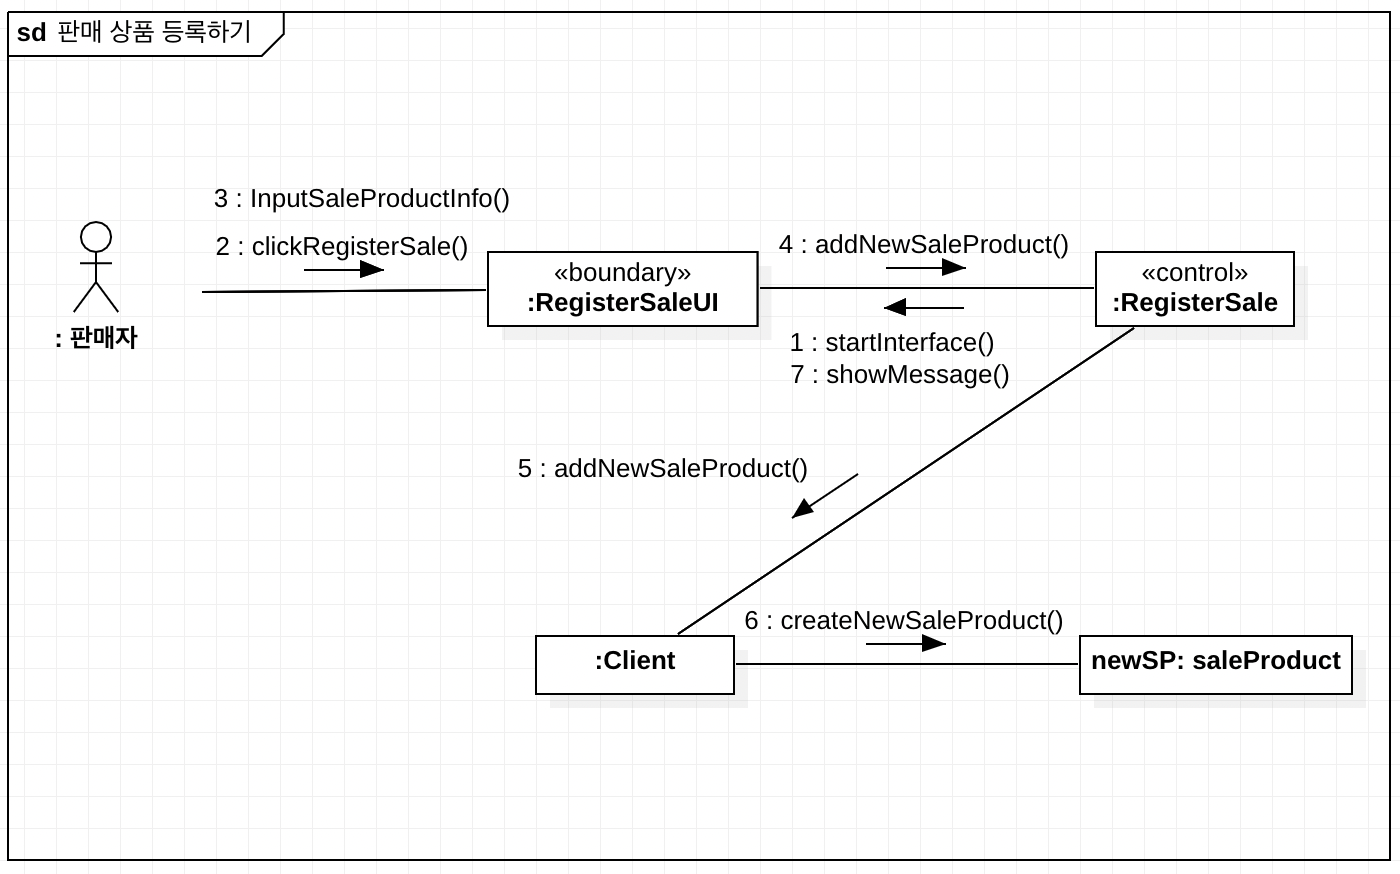 sd 판매 상품 등록하기
3 : InputSaleProductInfo()
2 : clickRegisterSale()
: 판매자
«boundary»
:RegisterSaleUI
4 : addNewSaleProduct()
«control»
:RegisterSale
1 : startInterface()
7 : showMessage()
5 : addNewSaleProduct()
:Client
6 : createNewSaleProduct()
newSP: saleProduct